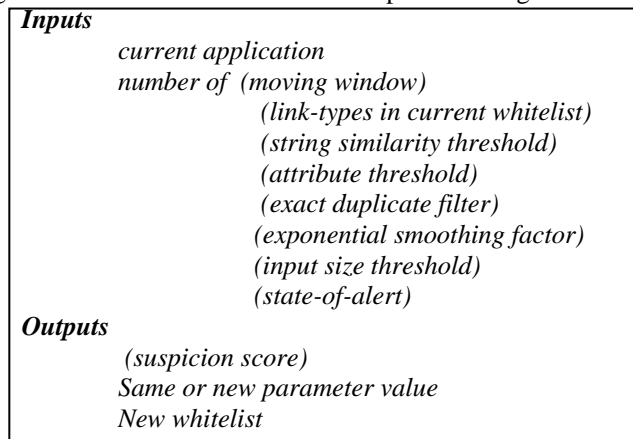 Inputs
current application
number of (moving window)
(link-types in current whitelist)
(string similarity threshold)
(attribute threshold)
(exact duplicate filter)
(exponential smoothing factor)
(input size threshold)
(state-of-alert)
Outputs
(suspicion score)
Same or new parameter value
New whitelist